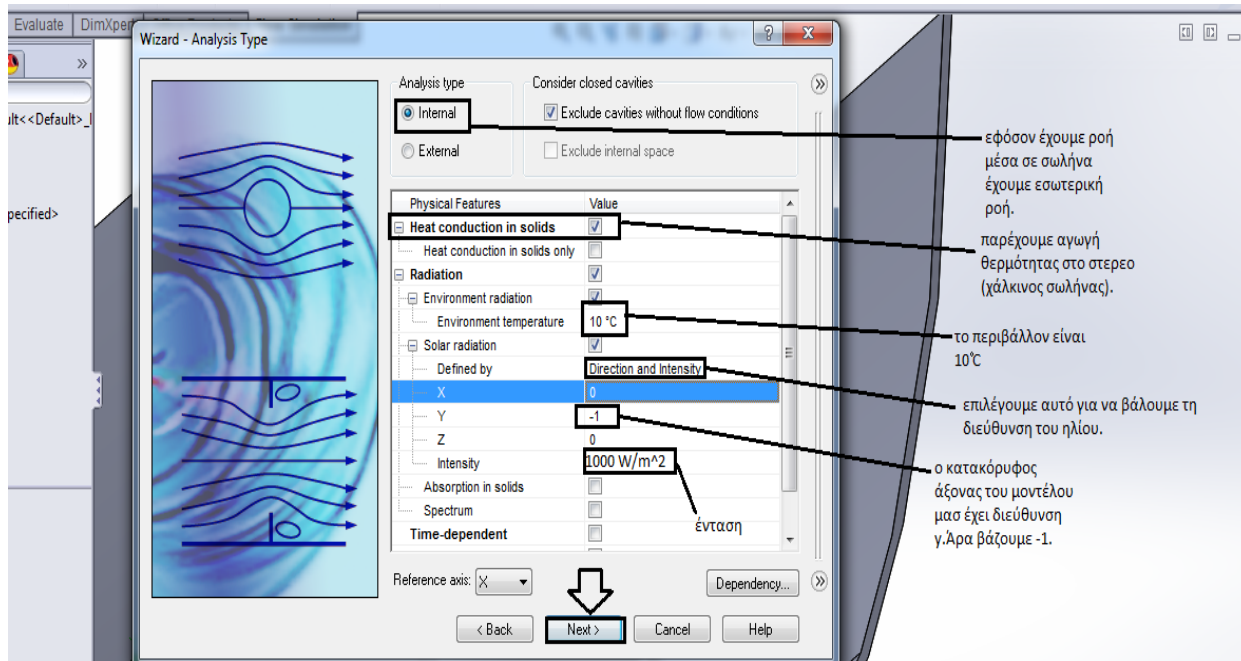 Evaluate DimXpert
ult<<Default>_
pecified>
Wizard - Analysis Type
Analysis type
Internal
External
Consider closed cavities
Exclude cavities without flow conditions
Exclude internal space
Physical Features Value
Heat conduction in solids
Heat conduction in solids only
Radiation
Environment radiation
Environment temperature 10 °C
Solar radiation
Defined by Direction and Intensity
X 0
Y -1
Z 0
Intensity 1000 W/m^2
Absorption in solids
Spectrum
Time-dependent
ένταση
Reference axis: X
Dependency...
< Back Next > Cancel Help
εφόσον έχουμε ροή
μέσα σε σωλήνα
έχουμε εσωτερική
ροή.
παρέχουμε αγωγή
θερμότητας στο στερεο
(χάλκινος σωλήνας).
το περιβάλλον είναι
10°C
επιλέγουμε αυτό για να βάλουμε τη
διεύθυνση του ηλίου.
ο κατακόρυφος
άξονας του μοντέλου
μασ έχει διεύθυνση
γ.Άρα βάζουμε -1.